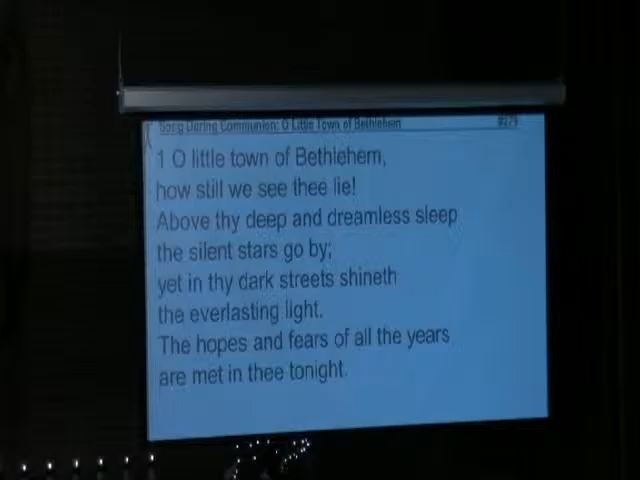 Song During Communion: O Little Town of Bethlehem #279
1 O little town of Bethlehem,
how still we see thee lie!
Above thy deep and dreamless sleep
the silent stars go by;
yet in thy dark streets shineth
the everlasting light.
The hopes and fears of all the years
are met in thee tonight.